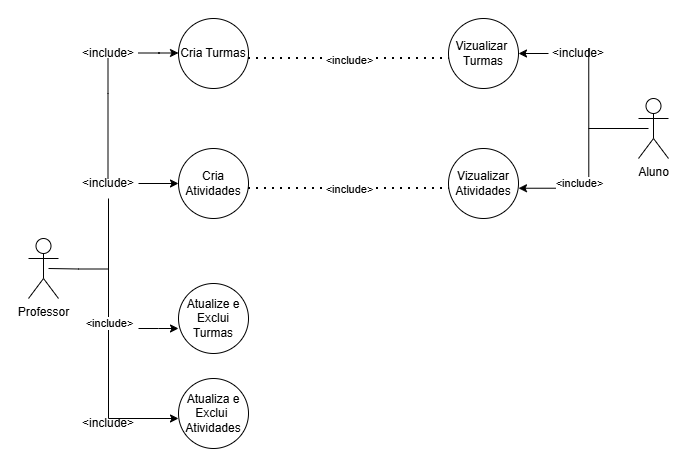 <include>
Cria Turmas
<include>
Vizualizar
Turmas
<include>
<include>
Cria
Atividades
<include>
Vizualizar
Atividades
<include>
Aluno
Professor
<include>
Atualize e
Exclui
Turmas
<include>
Atualiza e
Exclui
Atividades